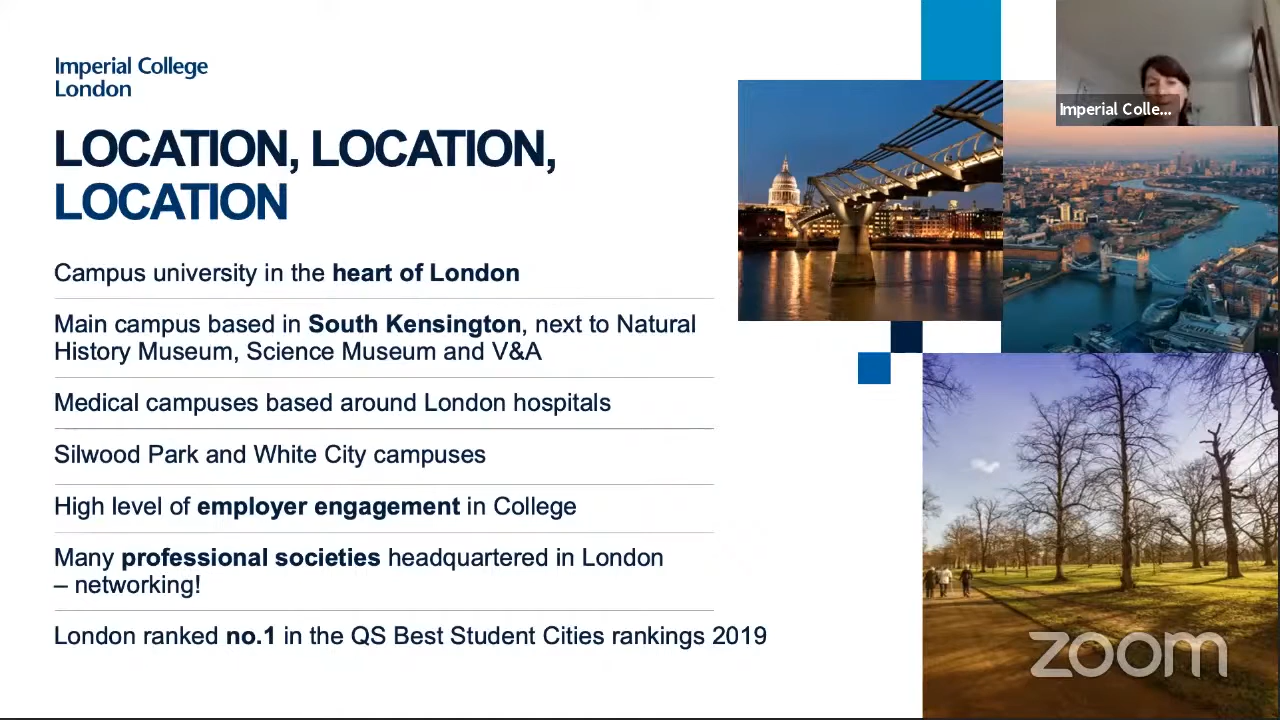 Imperial College
London
LOCATION, LOCATION,
LOCATION
Campus university in the heart of London
Main campus based in South Kensington, next to Natural
History Museum, Science Museum and V&A
Medical campuses based around London hospitals
Silwood Park and White City campuses
High level of employer engagement in College
Many professional societies headquartered in London
– networking!
London ranked no.1 in the QS Best Student Cities rankings 2019
Imperial Colle...
zoom